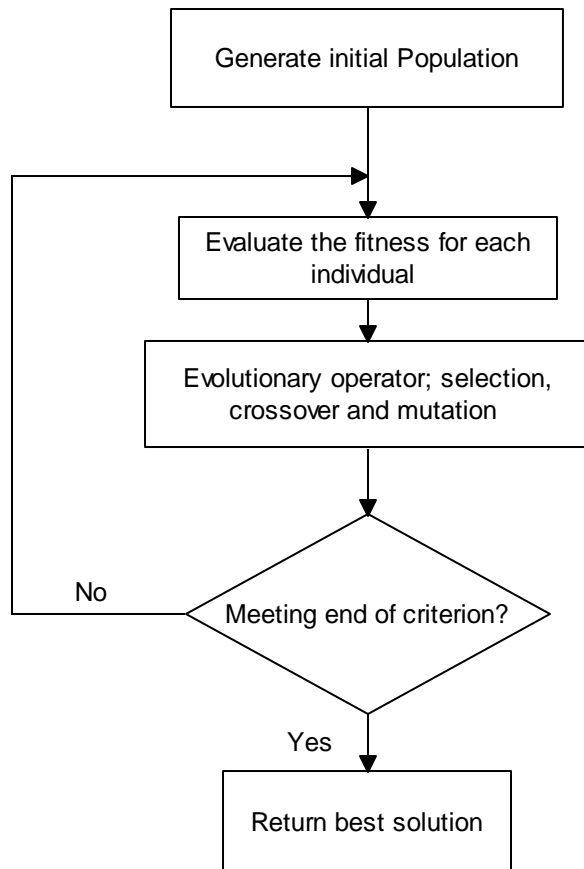 Generate initial Population
Evaluate the fitness for each
individual
Evolutionary operator; selection,
crossover and mutation
No
Meeting end of criterion?
Yes
Return best solution